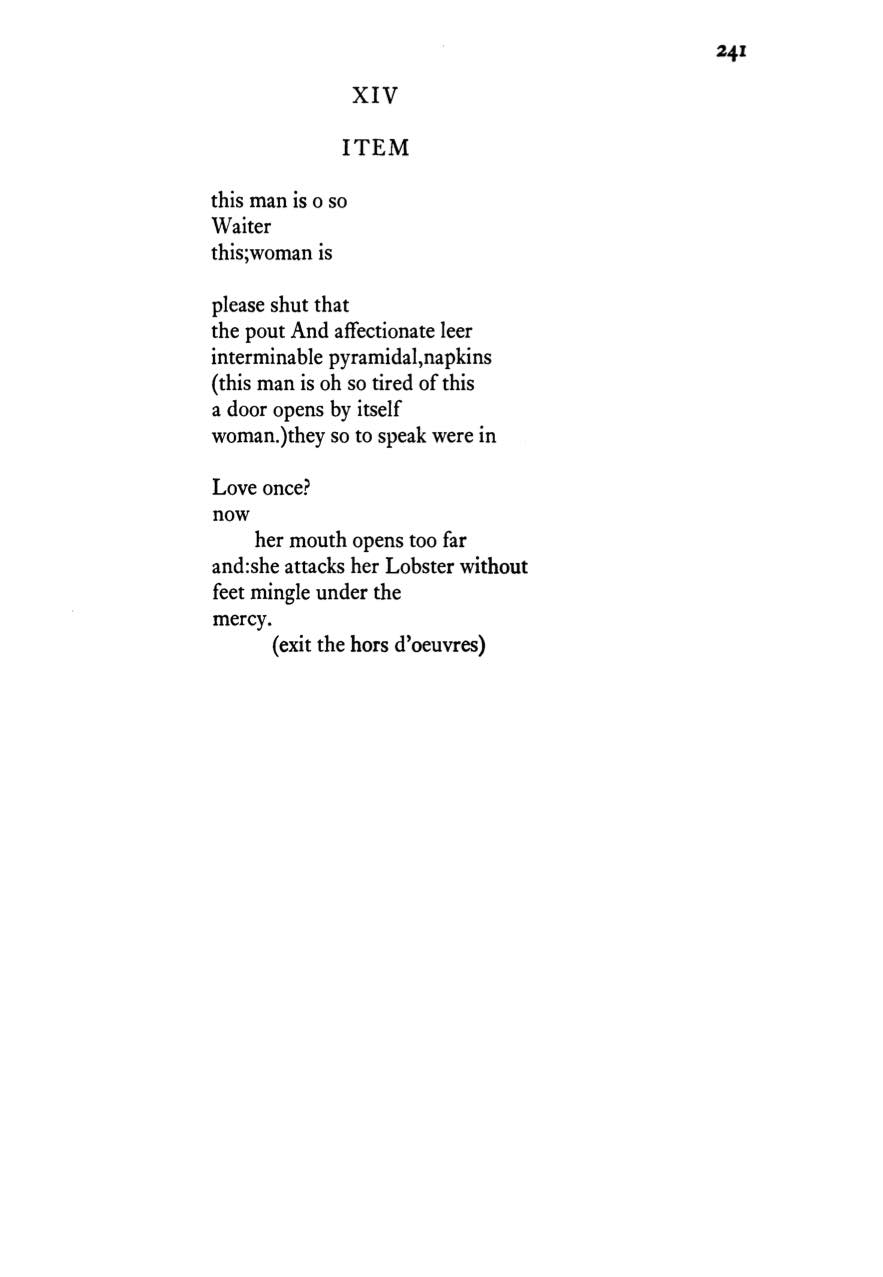 241
XIV
ITEM
this man is o so
Waiter
this;woman is
please shut that
the pout And affectionate leer
interminable pyramidal,napkins
(this man is oh so tired of this
a door opens by itself
woman.)they so to speak were in
Love once?
now
her mouth opens too far
and:she attacks her Lobster without
feet mingle under the
mercy.
(exit the hors d'oeuvres)